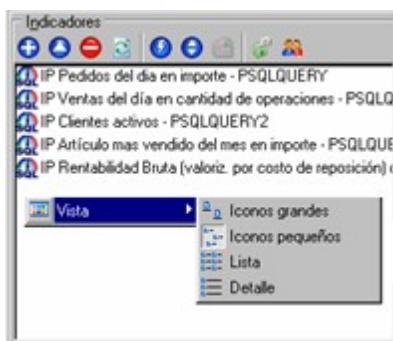 Indicadores
IP Pedidos del dia en importe - PSQLQUERY
IP Ventas del día en cantidad de operaciones - PSQLQ
IP Clientes activos - PSQLQUERY2
IP Artículo mas vendido del mes en importe - PSQLQUE
IP Rentabilidad Bruta (valoriz. por costo de reposición)
Vista
Iconos grandes
Iconos pequeños
Lista
Detalle